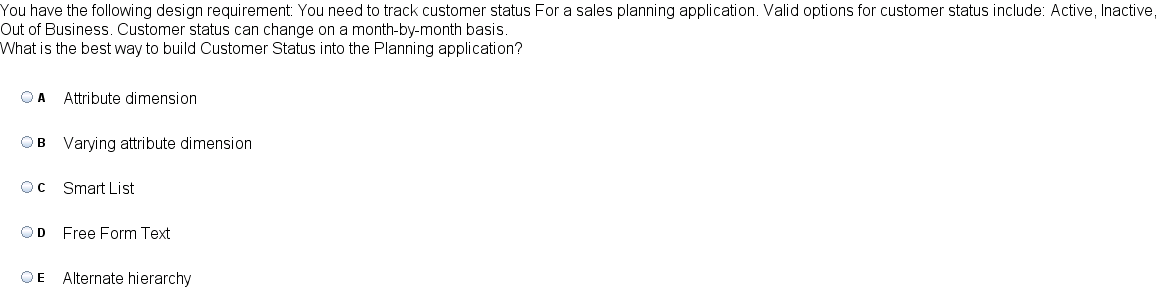 You have the following design requirement: You need to track customer status For a sales planning application. Valid options for customer status include: Active, Inactive,
Out of Business. Customer status can change on a month-by-month basis.
What is the best way to build Customer Status into the Planning application?
A Attribute dimension
B Varying attribute dimension
C Smart List
D Free Form Text
E Alternate hierarchy